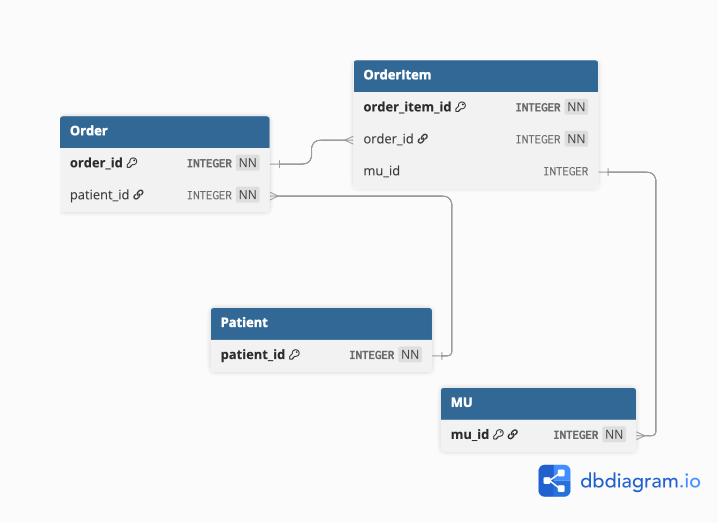 OrderItem
order_item_id INTEGER NN
order_id INTEGER NN
mu_id INTEGER
Order
order_id INTEGER NN
patient_id INTEGER NN
Patient
patient_id INTEGER NN
MU
mu_id INTEGER NN
dbdiagram.io